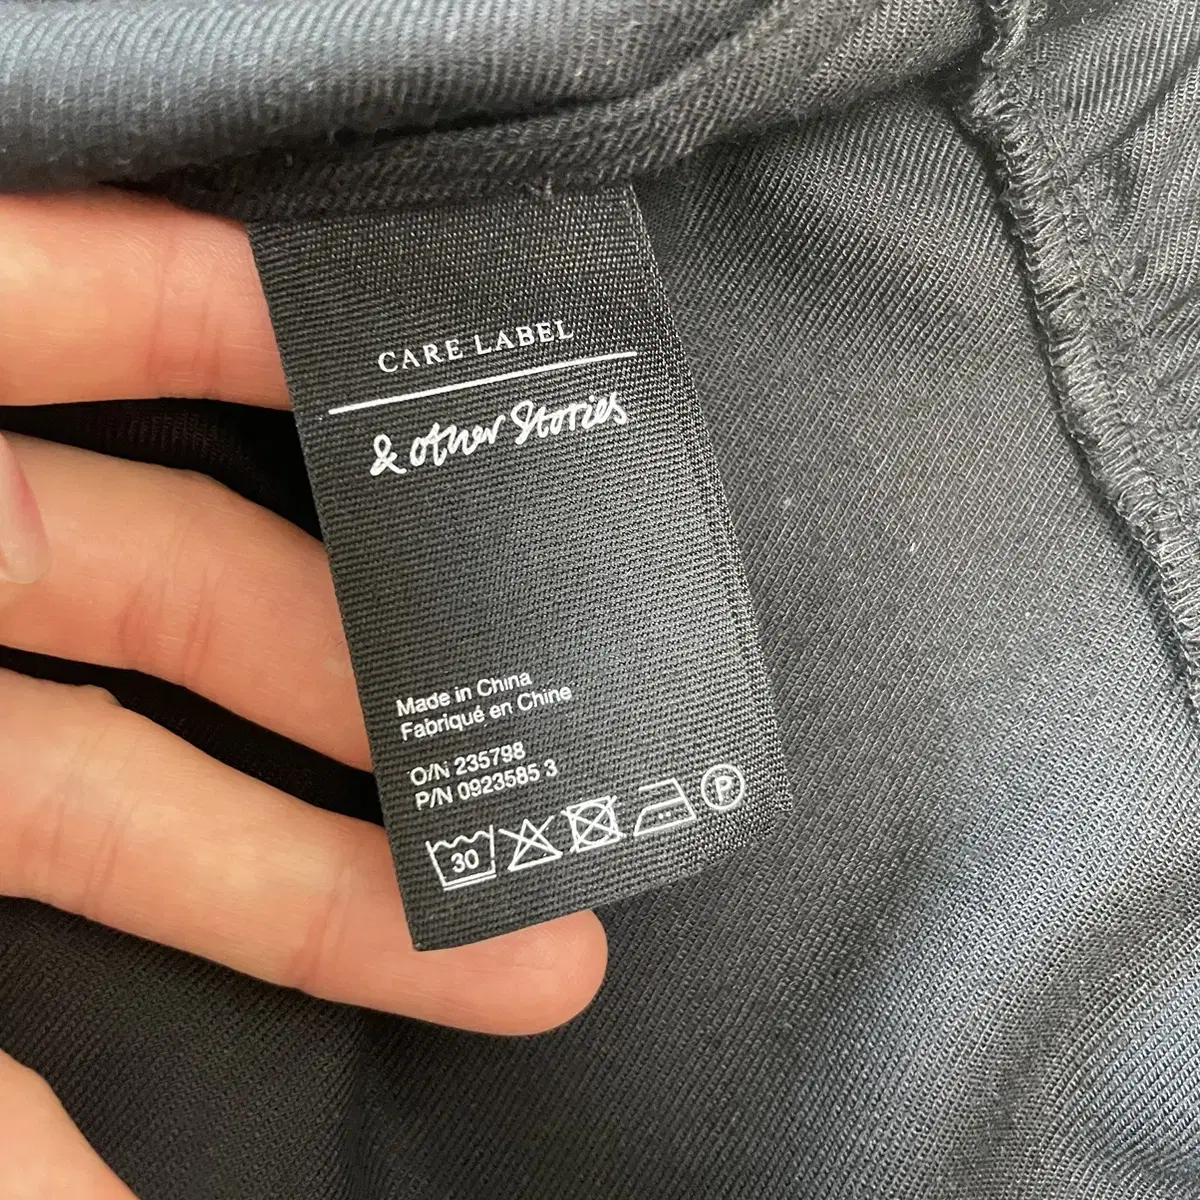 CARE LABEL
& other Stories
Made in China
Fabriqué en Chine
O/N 235798
P/N 0923585 3
30 P